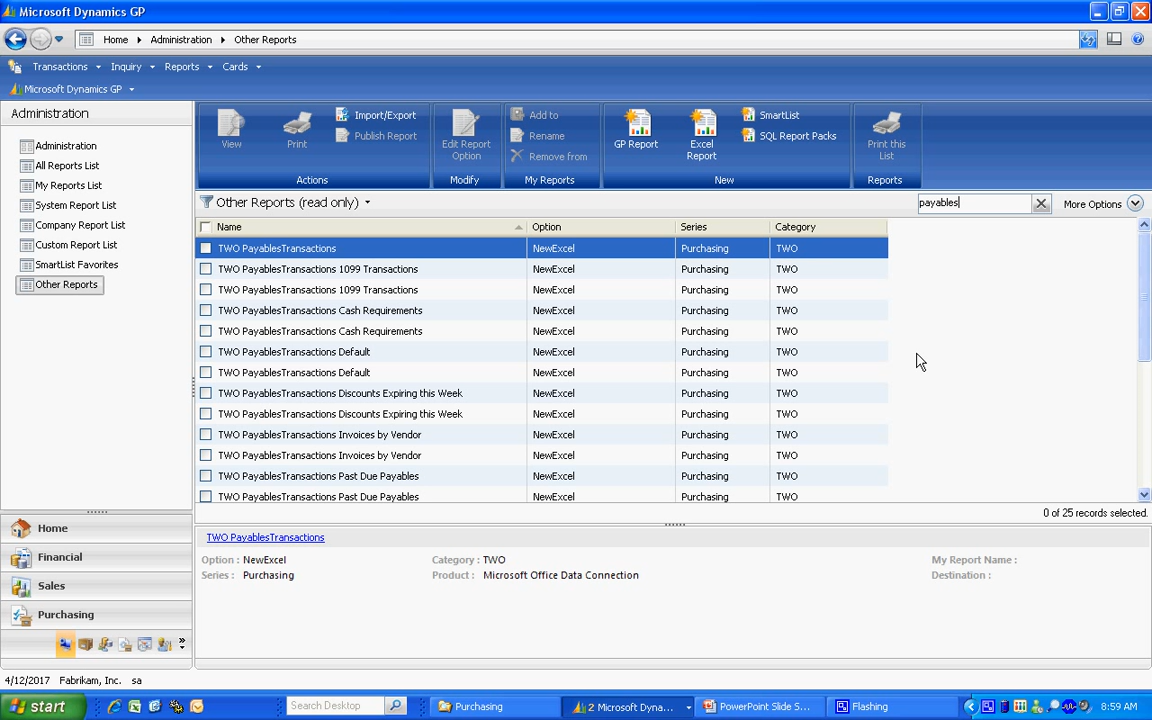 Microsoft Dynamics GP
Home Administration Other Reports
Transactions Inquiry Reports Cards
Microsoft Dynamics GP
Administration
Administration
All Reports List
My Reports List
System Report List
Company Report List
Custom Report List
SmartList Favorites
Other Reports
View
Print
Import/Export
Publish Report
Actions
Edit Report Option
Modify
Add to
Rename
Remove from
My Reports
GP Report
Excel Report
SmartList
SQL Report Packs
New
Print this List
Reports
Other Reports (read only)
payables
More Options
Name Option Series Category
TWO PayablesTransactions NewExcel Purchasing TWO
TWO PayablesTransactions 1099 Transactions NewExcel Purchasing TWO
TWO PayablesTransactions 1099 Transactions NewExcel Purchasing TWO
TWO PayablesTransactions Cash Requirements NewExcel Purchasing TWO
TWO PayablesTransactions Cash Requirements NewExcel Purchasing TWO
TWO PayablesTransactions Default NewExcel Purchasing TWO
TWO PayablesTransactions Default NewExcel Purchasing TWO
TWO PayablesTransactions Discounts Expiring this Week NewExcel Purchasing TWO
TWO PayablesTransactions Discounts Expiring this Week NewExcel Purchasing TWO
TWO PayablesTransactions Invoices by Vendor NewExcel Purchasing TWO
TWO PayablesTransactions Invoices by Vendor NewExcel Purchasing TWO
TWO PayablesTransactions Past Due Payables NewExcel Purchasing TWO
TWO PayablesTransactions Past Due Payables NewExcel Purchasing TWO
0 of 25 records selected.
TWO PayablesTransactions
Option : NewExcel Category : TWO My Report Name :
Series : Purchasing Product : Microsoft Office Data Connection Destination :
Home
Financial
Sales
Purchasing
4/12/2017 Fabrikam, Inc. sa
start Search Desktop Purchasing 2 Microsoft Dyna... PowerPoint Slide S... Flashing 8:59 AM